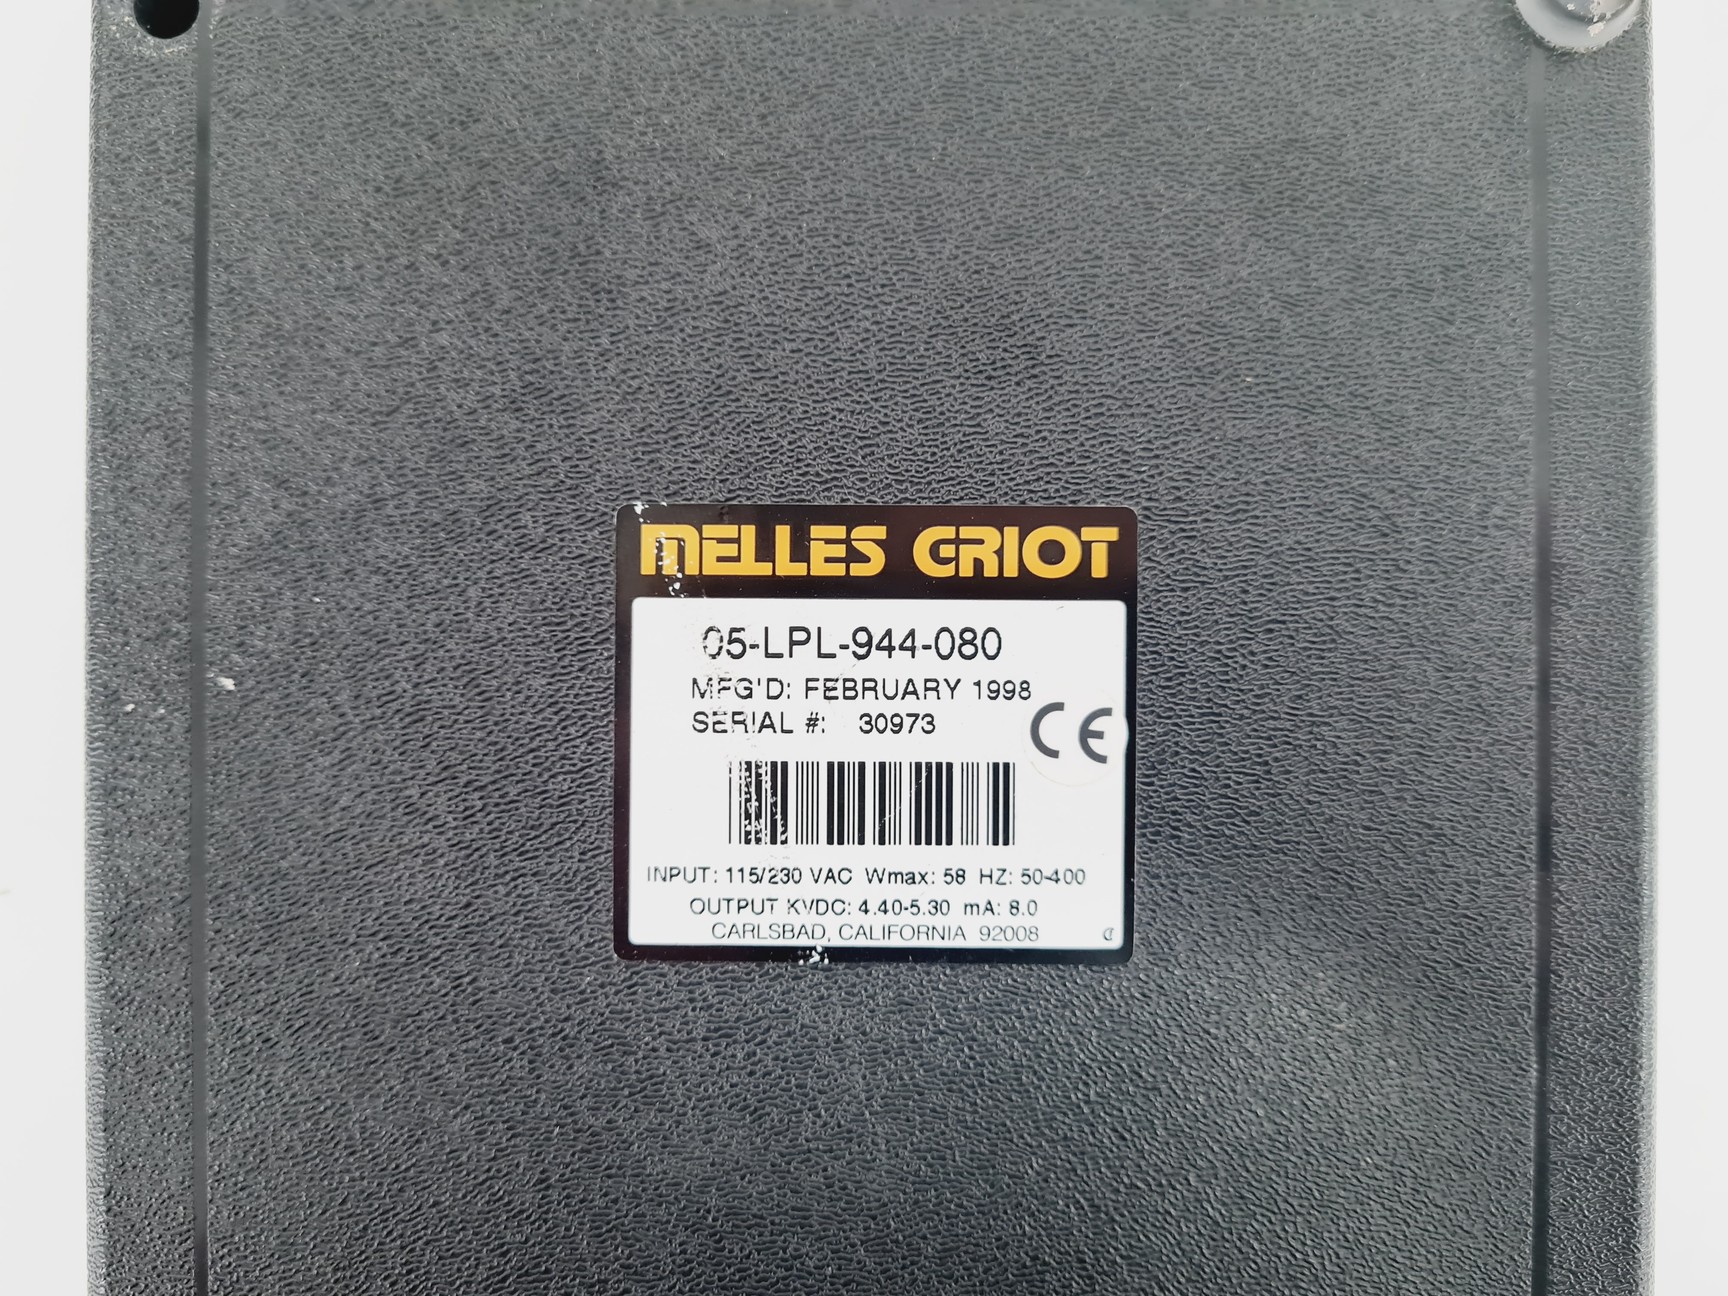 MELLES GRIOT
05-LPL-944-080
MFG'D: FEBRUARY 1998
SERIAL #: 30973
CE
INPUT: 115/230 VAC Wmax: 58 HZ: 50-400
OUTPUT KVDC: 4.40-5.30 mA: 8.0
CARLSBAD, CALIFORNIA 92008